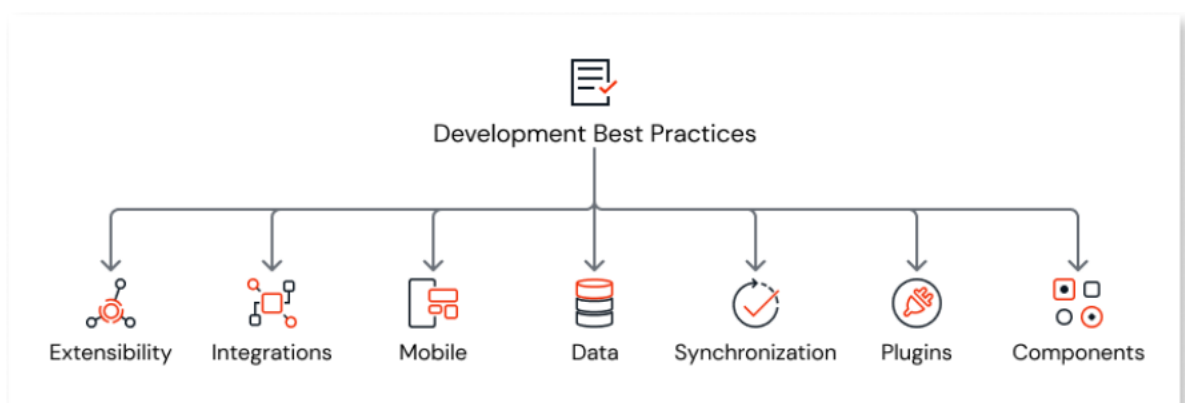 Development Best Practices
Extensibility
Integrations
Mobile
Data
Synchronization
Plugins
Components